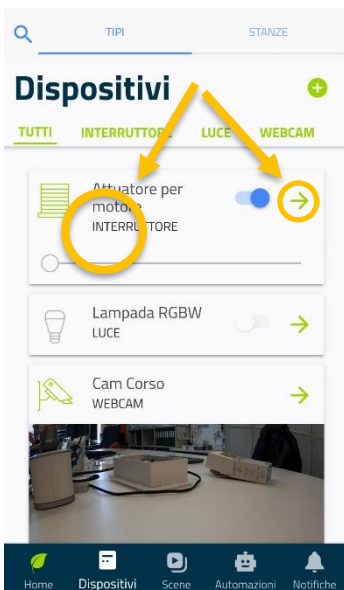 TIPI STANZE
Dispositivi
TUTTI INTERRUTTORE LUCE WEBCAM
Attuatore per
motore
INTERRUTTORE
Lampada RGBW
LUCE
Cam Corso
WEBCAM
Home Dispositivi Scene Automazioni Notifiche